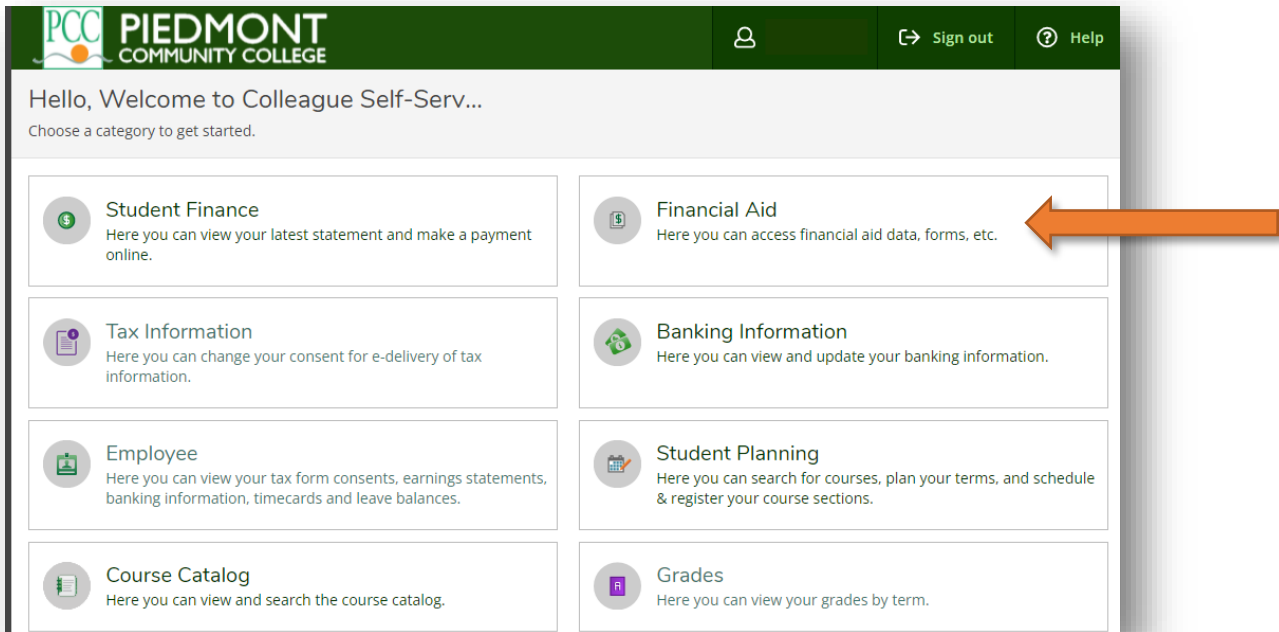 PCC PIEDMONT
COMMUNITY COLLEGE
Sign out
Help
Hello, Welcome to Colleague Self-Serv...
Choose a category to get started.
Student Finance
Here you can view your latest statement and make a payment
online.
Financial Aid
Here you can access financial aid data, forms, etc.
Tax Information
Here you can change your consent for e-delivery of tax
information.
Banking Information
Here you can view and update your banking information.
Employee
Here you can view your tax form consents, earnings statements,
banking information, timecards and leave balances.
Student Planning
Here you can search for courses, plan your terms, and schedule
& register your course sections.
Course Catalog
Here you can view and search the course catalog.
Grades
Here you can view your grades by term.